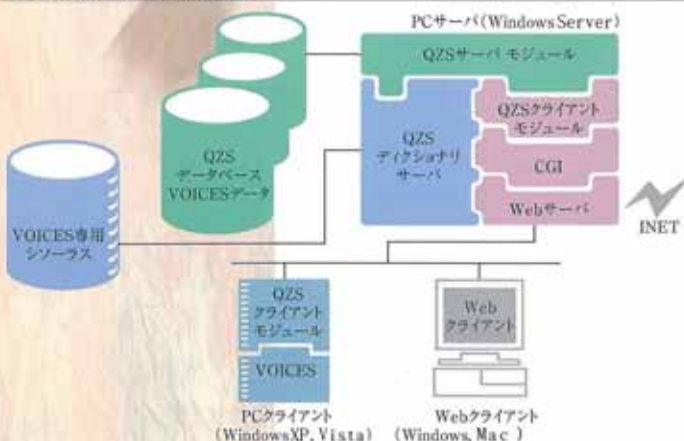 PCサーバ(Windows Server)
QZSサーバ モジュール
QZS
データベース
VOICESデータ
QZS
ディクショナリ
サーバ
QZSクライアント
モジュール
CGI
Webサーバ
INET
VOICES専用
シソーラス
QZS
クライアント
モジュール
VOICES
Web
クライアント
PCクライアント
(WindowsXP, Vista)
Webクライアント
(Windows, Mac )